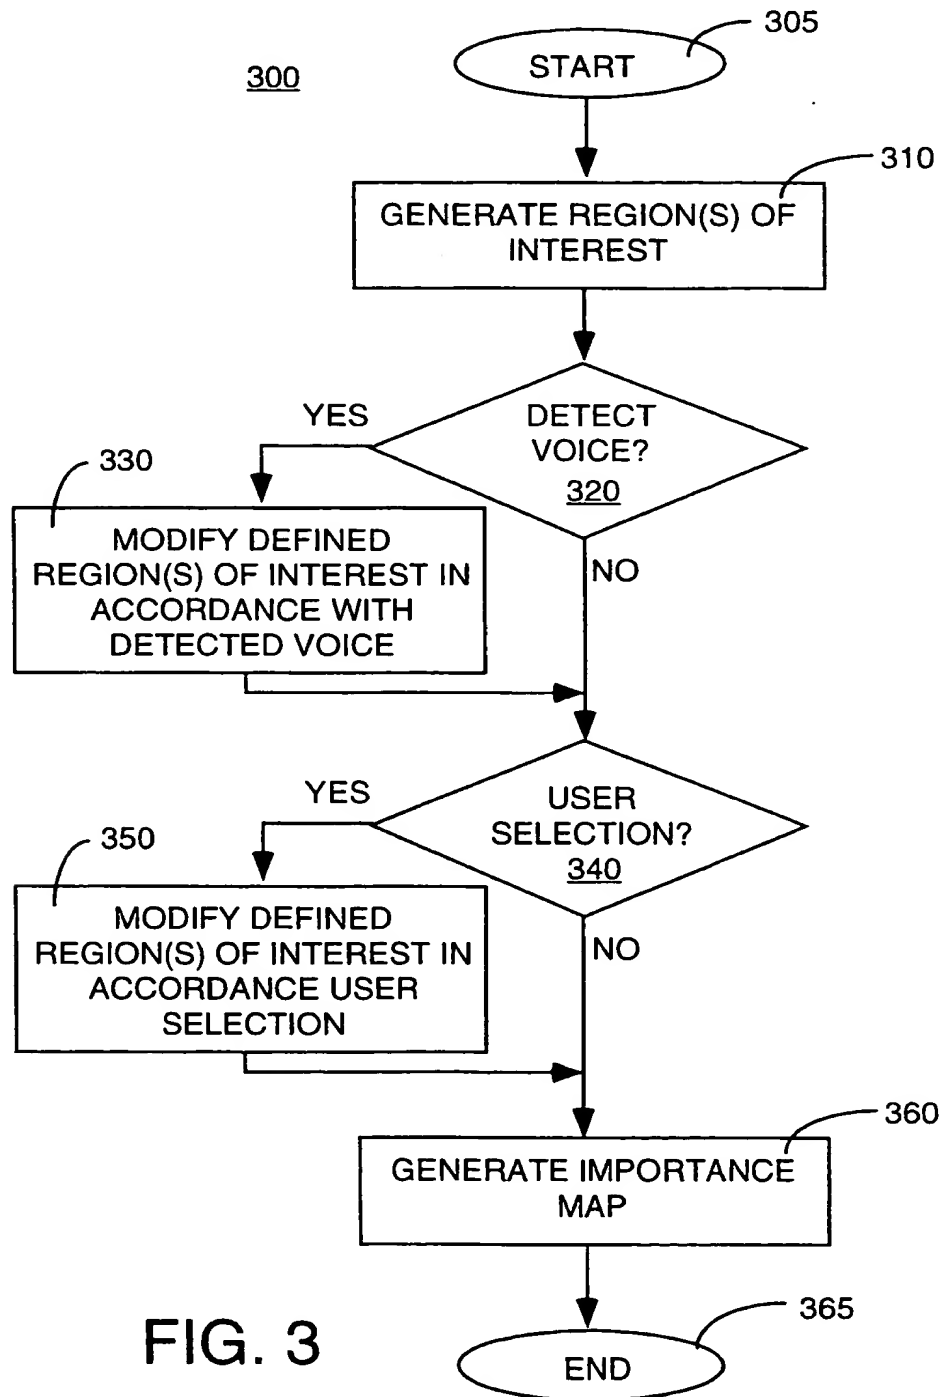 305
300
START
310
GENERATE REGION(S) OF
INTEREST
YES
DETECT
VOICE?
320
330
MODIFY DEFINED
REGION(S) OF INTEREST IN
ACCORDANCE WITH
DETECTED VOICE
NO
YES
USER
SELECTION?
340
350
MODIFY DEFINED
REGION(S) OF INTEREST IN
ACCORDANCE USER
SELECTION
NO
360
GENERATE IMPORTANCE
MAP
365
END
FIG. 3